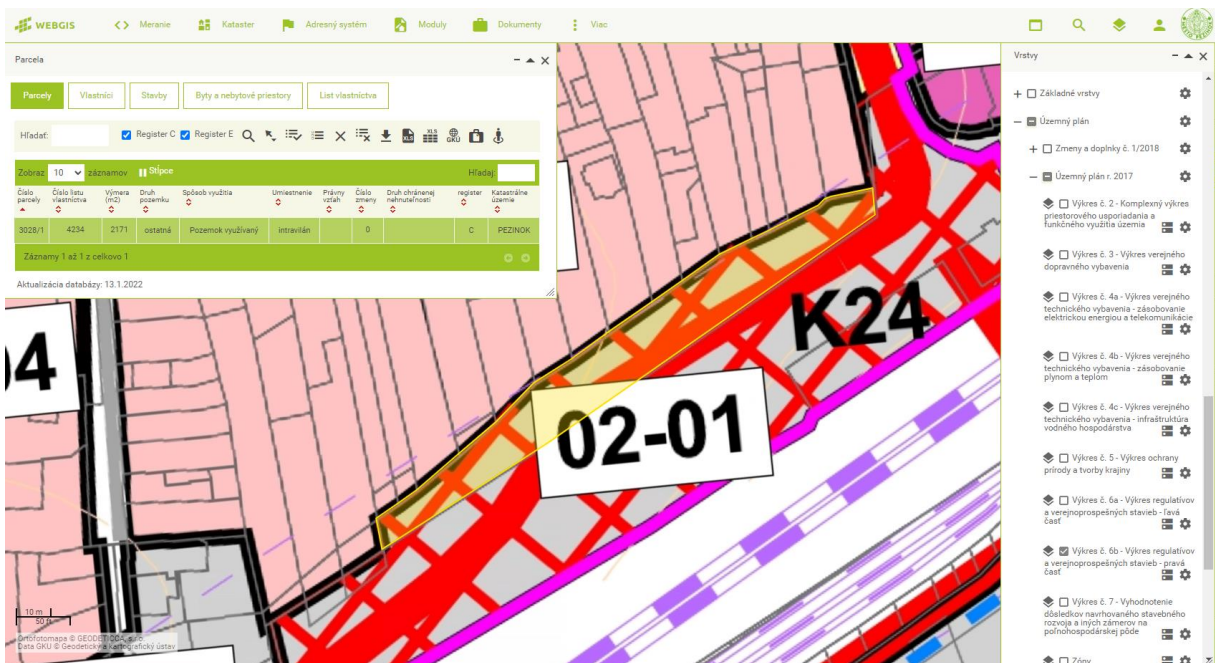 WEBGIS
Meranie
Kataster
Adresný systém
Moduly
Dokumenty
Viac
Parcela
Parcely
Vlastníci
Stavby
Byty a nebytové priestory
List vlastníctva
Hľadať:
Register C
Register E
XLS
XLS
GKÚ
Zobraz 10 záznamov
Stĺpce
Hľadaj:
Číslo parcely
Číslo listu vlastníctva
Výmera (m2)
Druh pozemku
Spôsob využitia
Umiestnenie
Právny vzťah
Číslo zmeny
Druh chránenej nehnuteľnosti
register
Katastrálne územie
3028/1 4234 2171 ostatná Pozemok využívaný intravilán 0 C PEZINOK
Záznamy 1 až 1 z celkovo 1
Aktualizácia databázy: 13.1.2022
04
K24
02-01
10 m
50 ft
Ortofotomapa © GEODETICCA, s.r.o.
Data GKU © Geodetický a kartografický ústav
Vrstvy
Základné vrstvy
Územný plán
Zmeny a doplnky č. 1/2018
Územný plán r. 2017
Výkres č. 2 - Komplexný výkres
priestorového usporiadania a
funkčného využitia územia
Výkres č. 3 - Výkres verejného
dopravného vybavenia
Výkres č. 4a - Výkres verejného
technického vybavenia - zásobovanie
elektrickou energiou a telekomunikácie
Výkres č. 4b - Výkres verejného
technického vybavenia - zásobovanie
plynom a teplom
Výkres č. 4c - Výkres verejného
technického vybavenia - infraštruktúra
vodného hospodárstva
Výkres č. 5 - Výkres ochrany
prírody a tvorby krajiny
Výkres č. 6a - Výkres regulatívov
a verejnoprospešných stavieb - ľavá
časť
Výkres č. 6b - Výkres regulatívov
a verejnoprospešných stavieb - pravá
časť
Výkres č. 7 - Vyhodnotenie
dôsledkov navrhovaného stavebného
rozvoja a iných zámerov na
poľnohospodárskej pôde
Zóny